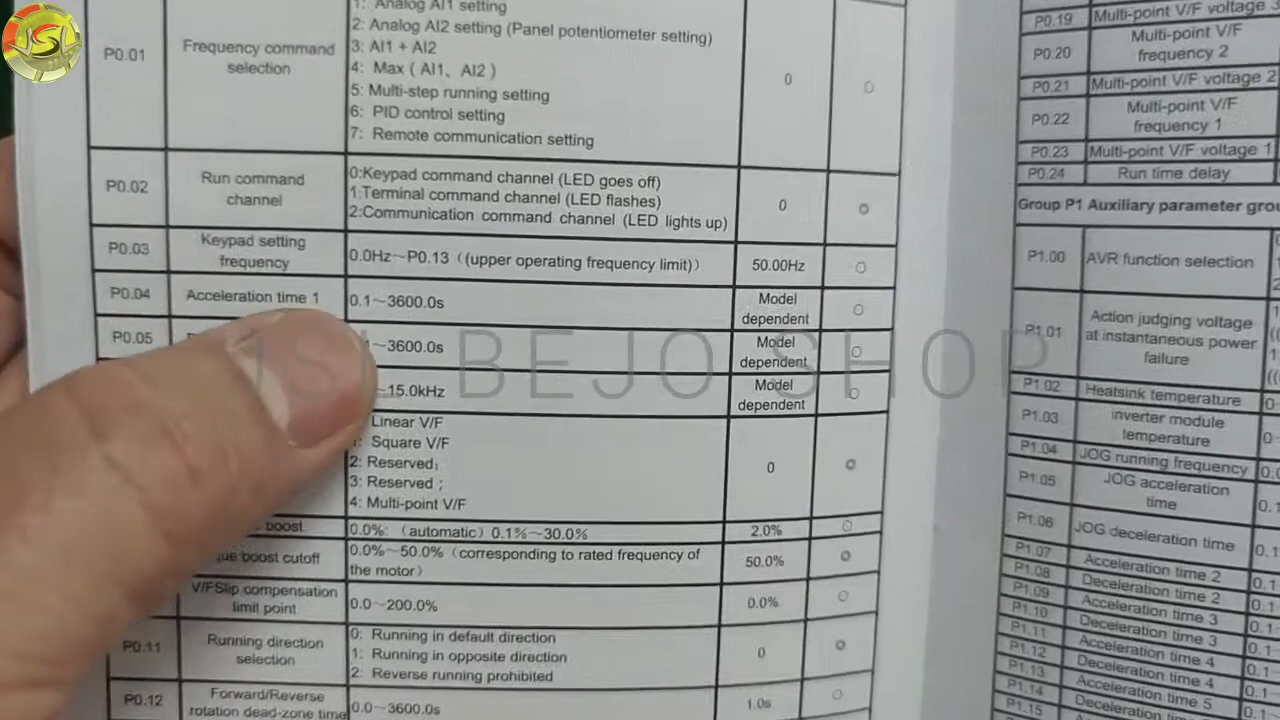 JSI
1: Analog AI1 setting
P0.01
Frequency command
selection
2: Analog AI2 setting (Panel potentiometer setting)
3: AI1 + AI2
4: Max ( AI1、AI2 )
5: Multi-step running setting
6: PID control setting
7: Remote communication setting
0
○
P0.02
Run command
channel
0:Keypad command channel (LED goes off)
1:Terminal command channel (LED flashes)
2:Communication command channel (LED lights up)
0
◎
P0.03
Keypad setting
frequency
0.0Hz～P0.13 ((upper operating frequency limit))
50.00Hz
○
P0.04
Acceleration time 1
0.1～3600.0s
Model
dependent
○
P0.05
～3600.0s
Model
dependent
○
～15.0kHz
Model
dependent
○
Linear V/F
1: Square V/F
2: Reserved;
3: Reserved ;
4: Multi-point V/F
0
◎
boost
0.0%: （automatic）0.1%～30.0%
2.0%
○
boost cutoff
0.0%～50.0%（corresponding to rated frequency of
the motor）
50.0%
◎
V/FSlip compensation
limit point
0.0～200.0%
0.0%
○
P0.11
Running direction
selection
0: Running in default direction
1: Running in opposite direction
2: Reverse running prohibited
0
◎
P0.12
Forward/Reverse
rotation dead-zone time
0.0～3600.0s
1.0s
○
P0.19
Multi-point V/F voltage 3
P0.20
Multi-point V/F
frequency 2
P0.21
Multi-point V/F voltage 2
P0.22
Multi-point V/F
frequency 1
P0.23
Multi-point V/F voltage 1
P0.24
Run time delay
Group P1 Auxiliary parameter
P1.00
AVR function selection
P1.01
Action judging voltage
at instantaneous power
failure
P1.02
Heatsink temperature
P1.03
inverter module
temperature
P1.04
JOG running frequency
P1.05
JOG acceleration
time
P1.06
JOG deceleration time
P1.07
Acceleration time 2
P1.08
Deceleration time 2
P1.09
Acceleration time 3
P1.10
Deceleration time 3
P1.11
Acceleration time 4
P1.12
Deceleration time 4
P1.13
Acceleration time 5
P1.14
P1.15
JSI BEJO SHOP